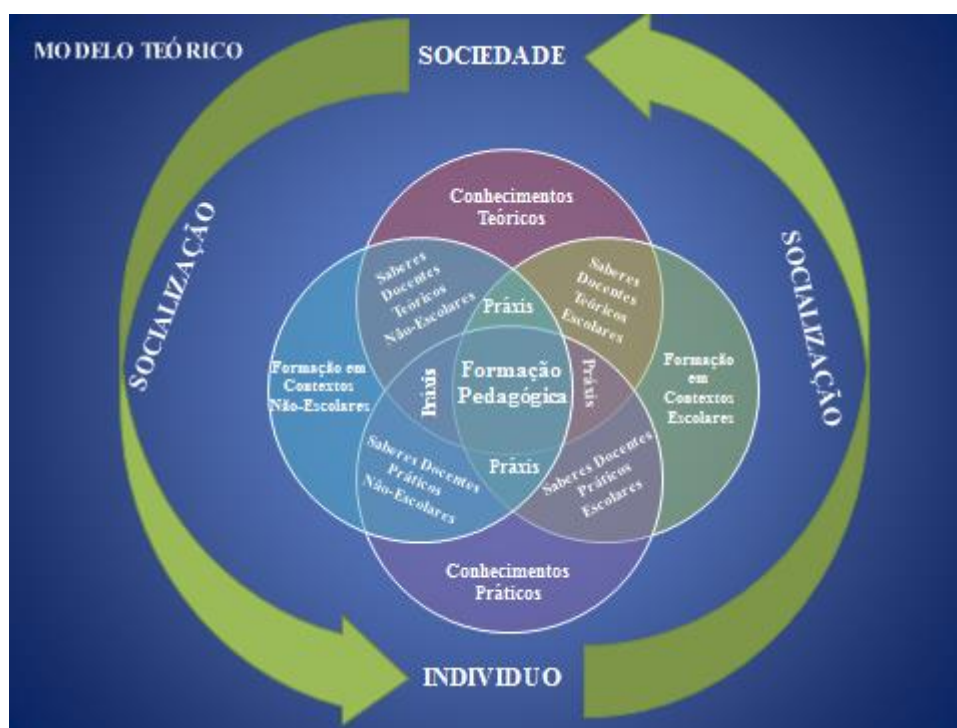 MODELO TEÓRICO
SOCIEDADE
SOCIALIZAÇÃO
SOCIALIZAÇÃO
Conhecimentos
Teóricos
Saberes
Docentes
Teóricos
Não-Escolares
Práxis
Saberes
Docentes
Teóricos
Escolares
Formação em
Contextos
Não-Escolares
Práxis
Formação
Pedagógica
Práxis
Formação
em
Contextos
Escolares
Saberes Docentes
Práticos
Não-Escolares
Práxis
Saberes Docentes
Práticos
Escolares
Conhecimentos
Práticos
INDIVIDUO